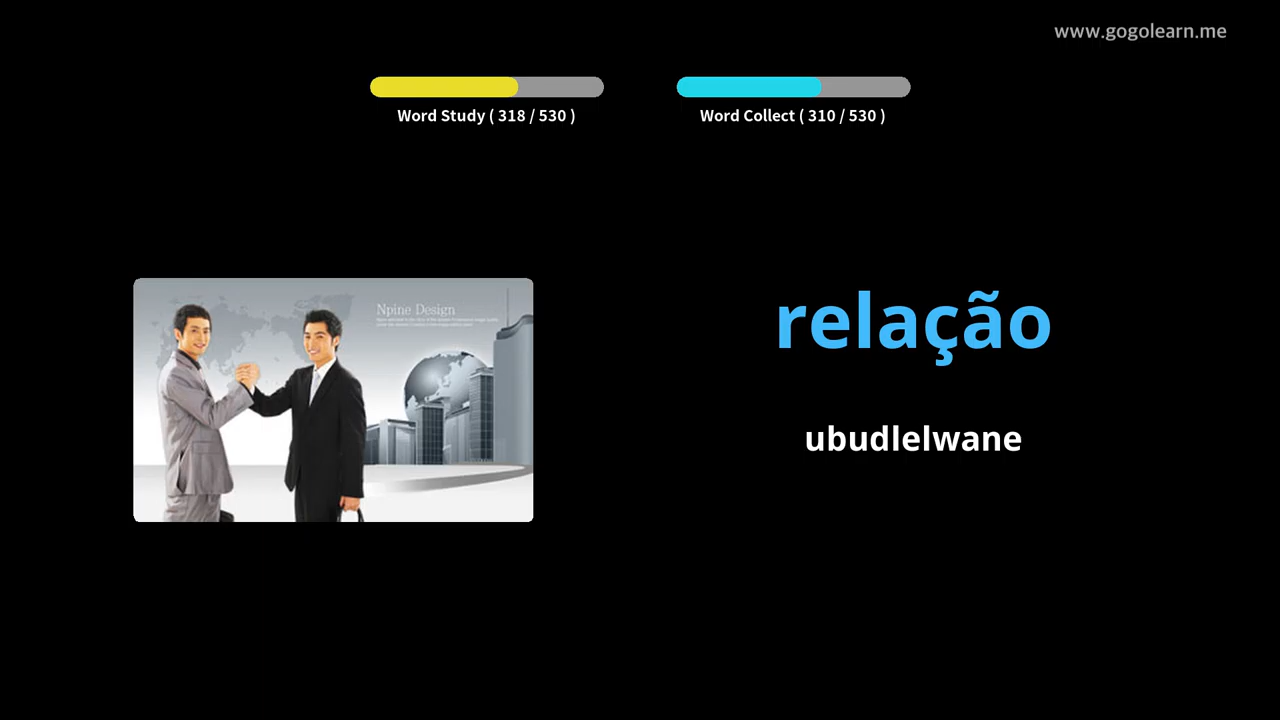 www.gogolearn.me
Word Study ( 318 / 530 )
Word Collect ( 310 / 530 )
Npine Design
relação
ubudlelwane